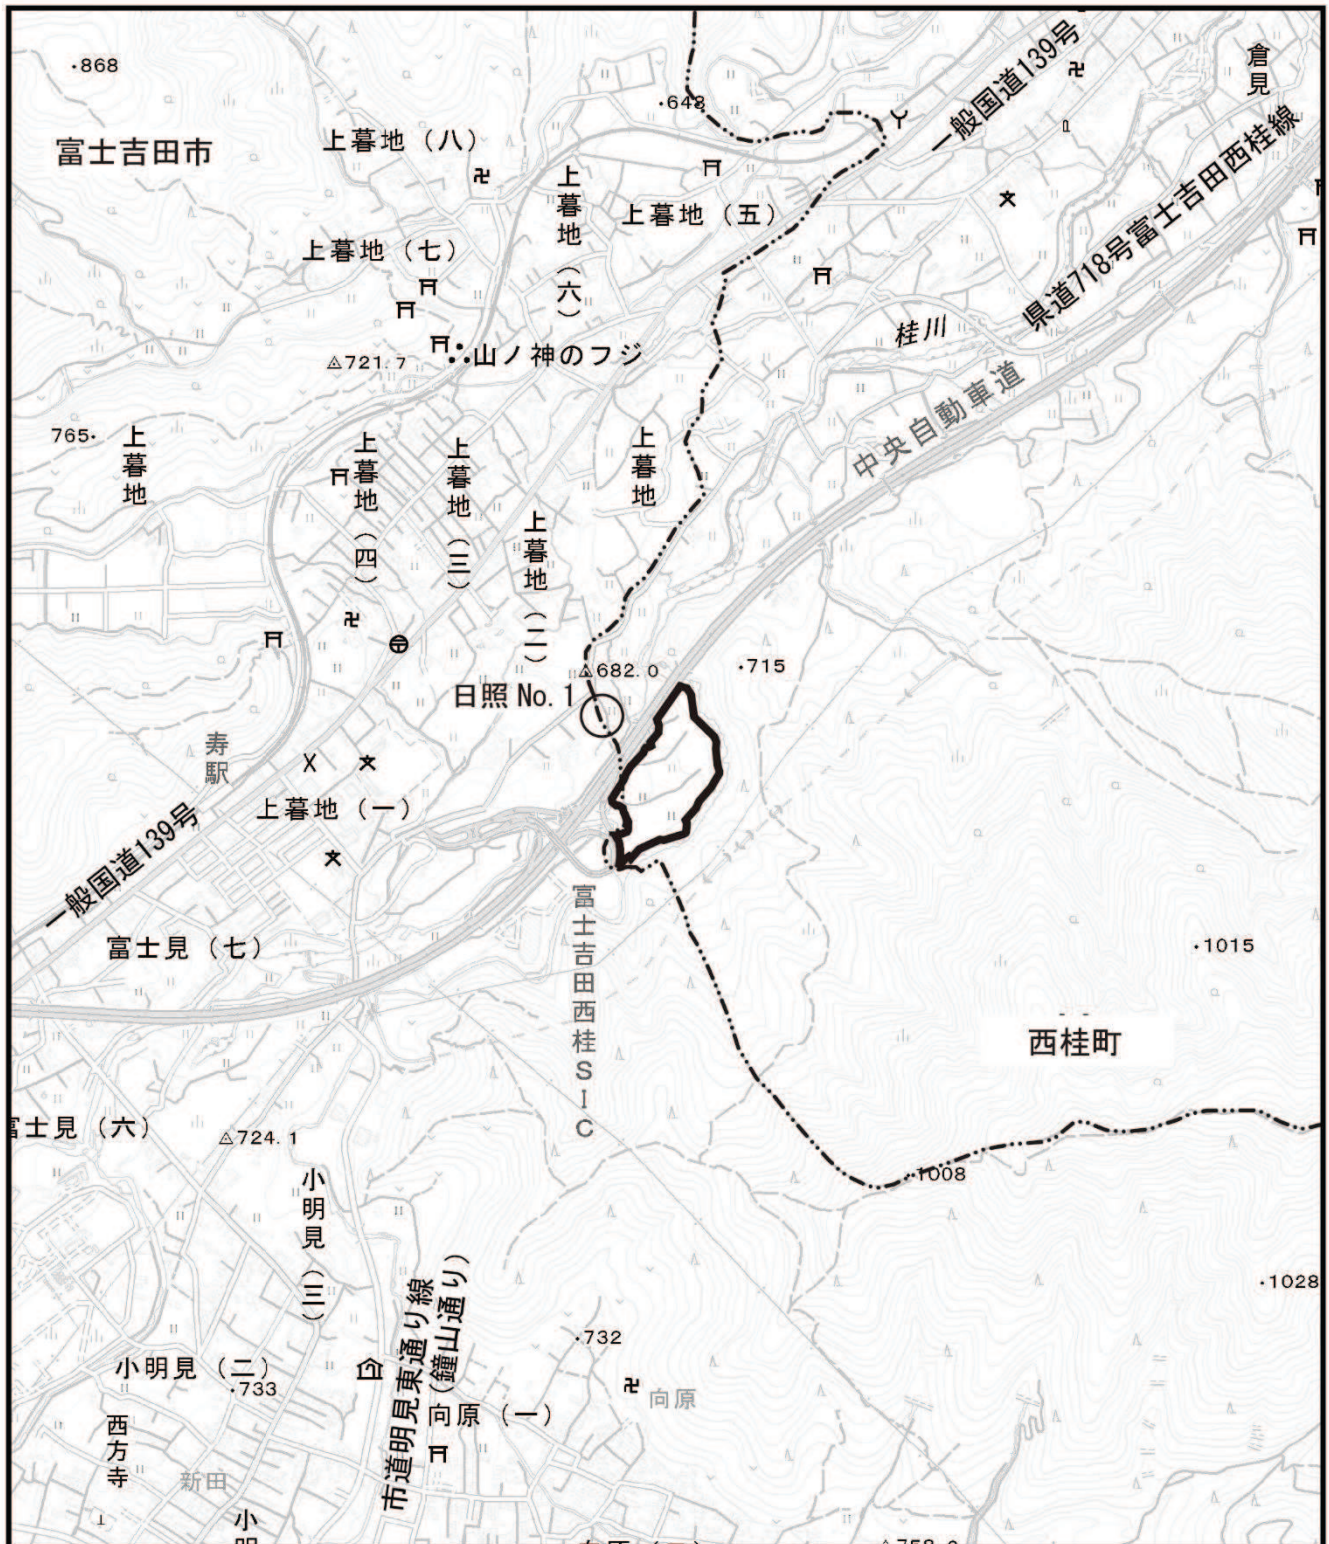 ・868
富士吉田市
上暮地（八）
・648
一般国道139号
倉見
上暮地（六）
上暮地（五）
上暮地（七）
県道718号富士吉田西桂線
桂川
山ノ神のフジ
△721.7
中央自動車道
765・
上暮地
上暮地（四）
上暮地（三）
上暮地
上暮地（二）
△682.0
・715
日照 No.1
寿駅
上暮地（一）
一般国道139号
富士吉田西桂SIC
富士見（七）
・1015
西桂町
富士見（六）
△724.1
・1008
小明見（三）
・1028
市道明見東通り線
（鐘山通り）
・732
小明見（二）
・733
向原
向原（一）
西方寺
新田
小明